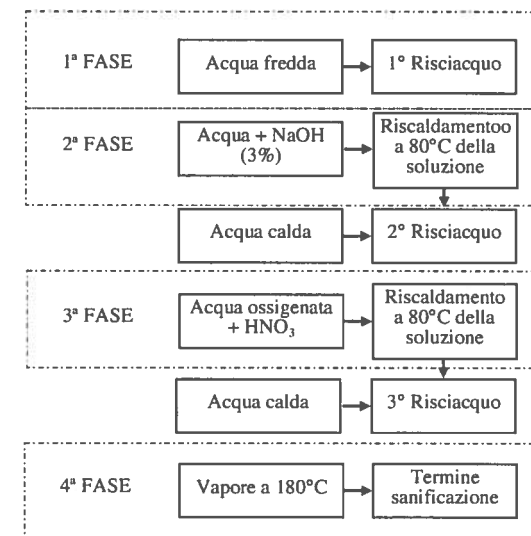 1ª FASE
Acqua fredda
1° Risciacquo
2ª FASE
Acqua + NaOH
(3%)
Riscaldamentoo
a 80°C della
soluzione
Acqua calda
2° Risciacquo
3ª FASE
Acqua ossigenata
+ HNO₃
Riscaldamento
a 80°C della
soluzione
Acqua calda
3° Risciacquo
4ª FASE
Vapore a 180°C
Termine
sanificazione